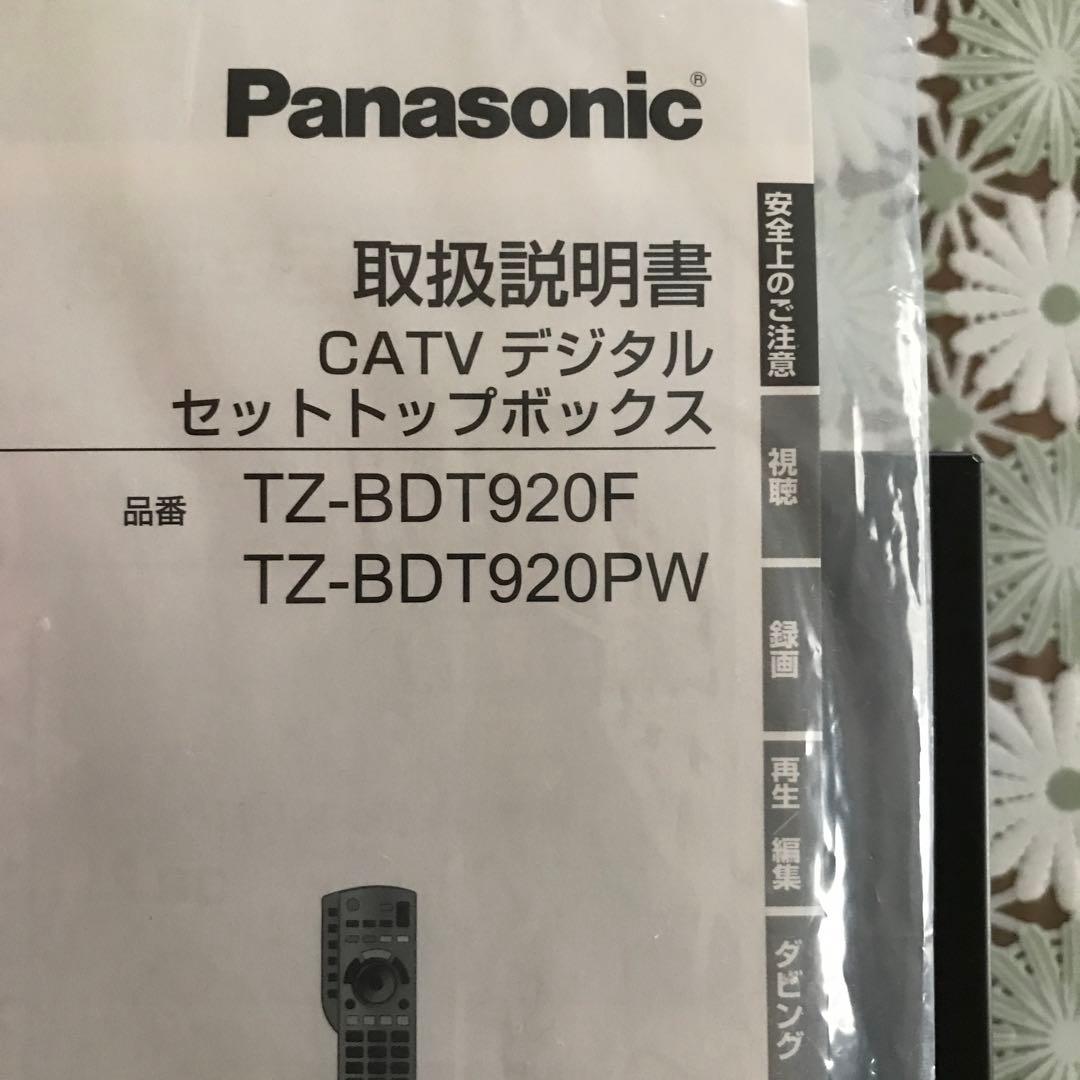 Panasonic®
取扱説明書
CATV デジタル
セットトップボックス
品番 TZ-BDT920F
TZ-BDT920PW
安全上のご注意
視聴
録画
再生／編集
ダビング